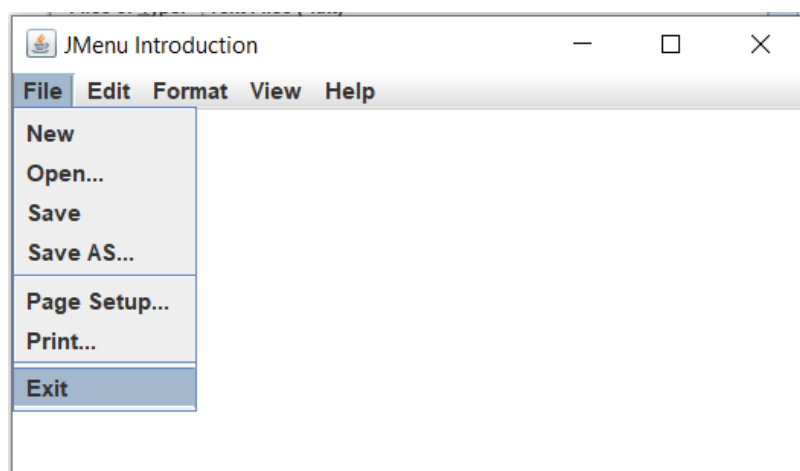 JMenu Introduction
File Edit Format View Help
New
Open...
Save
Save AS...
Page Setup...
Print...
Exit